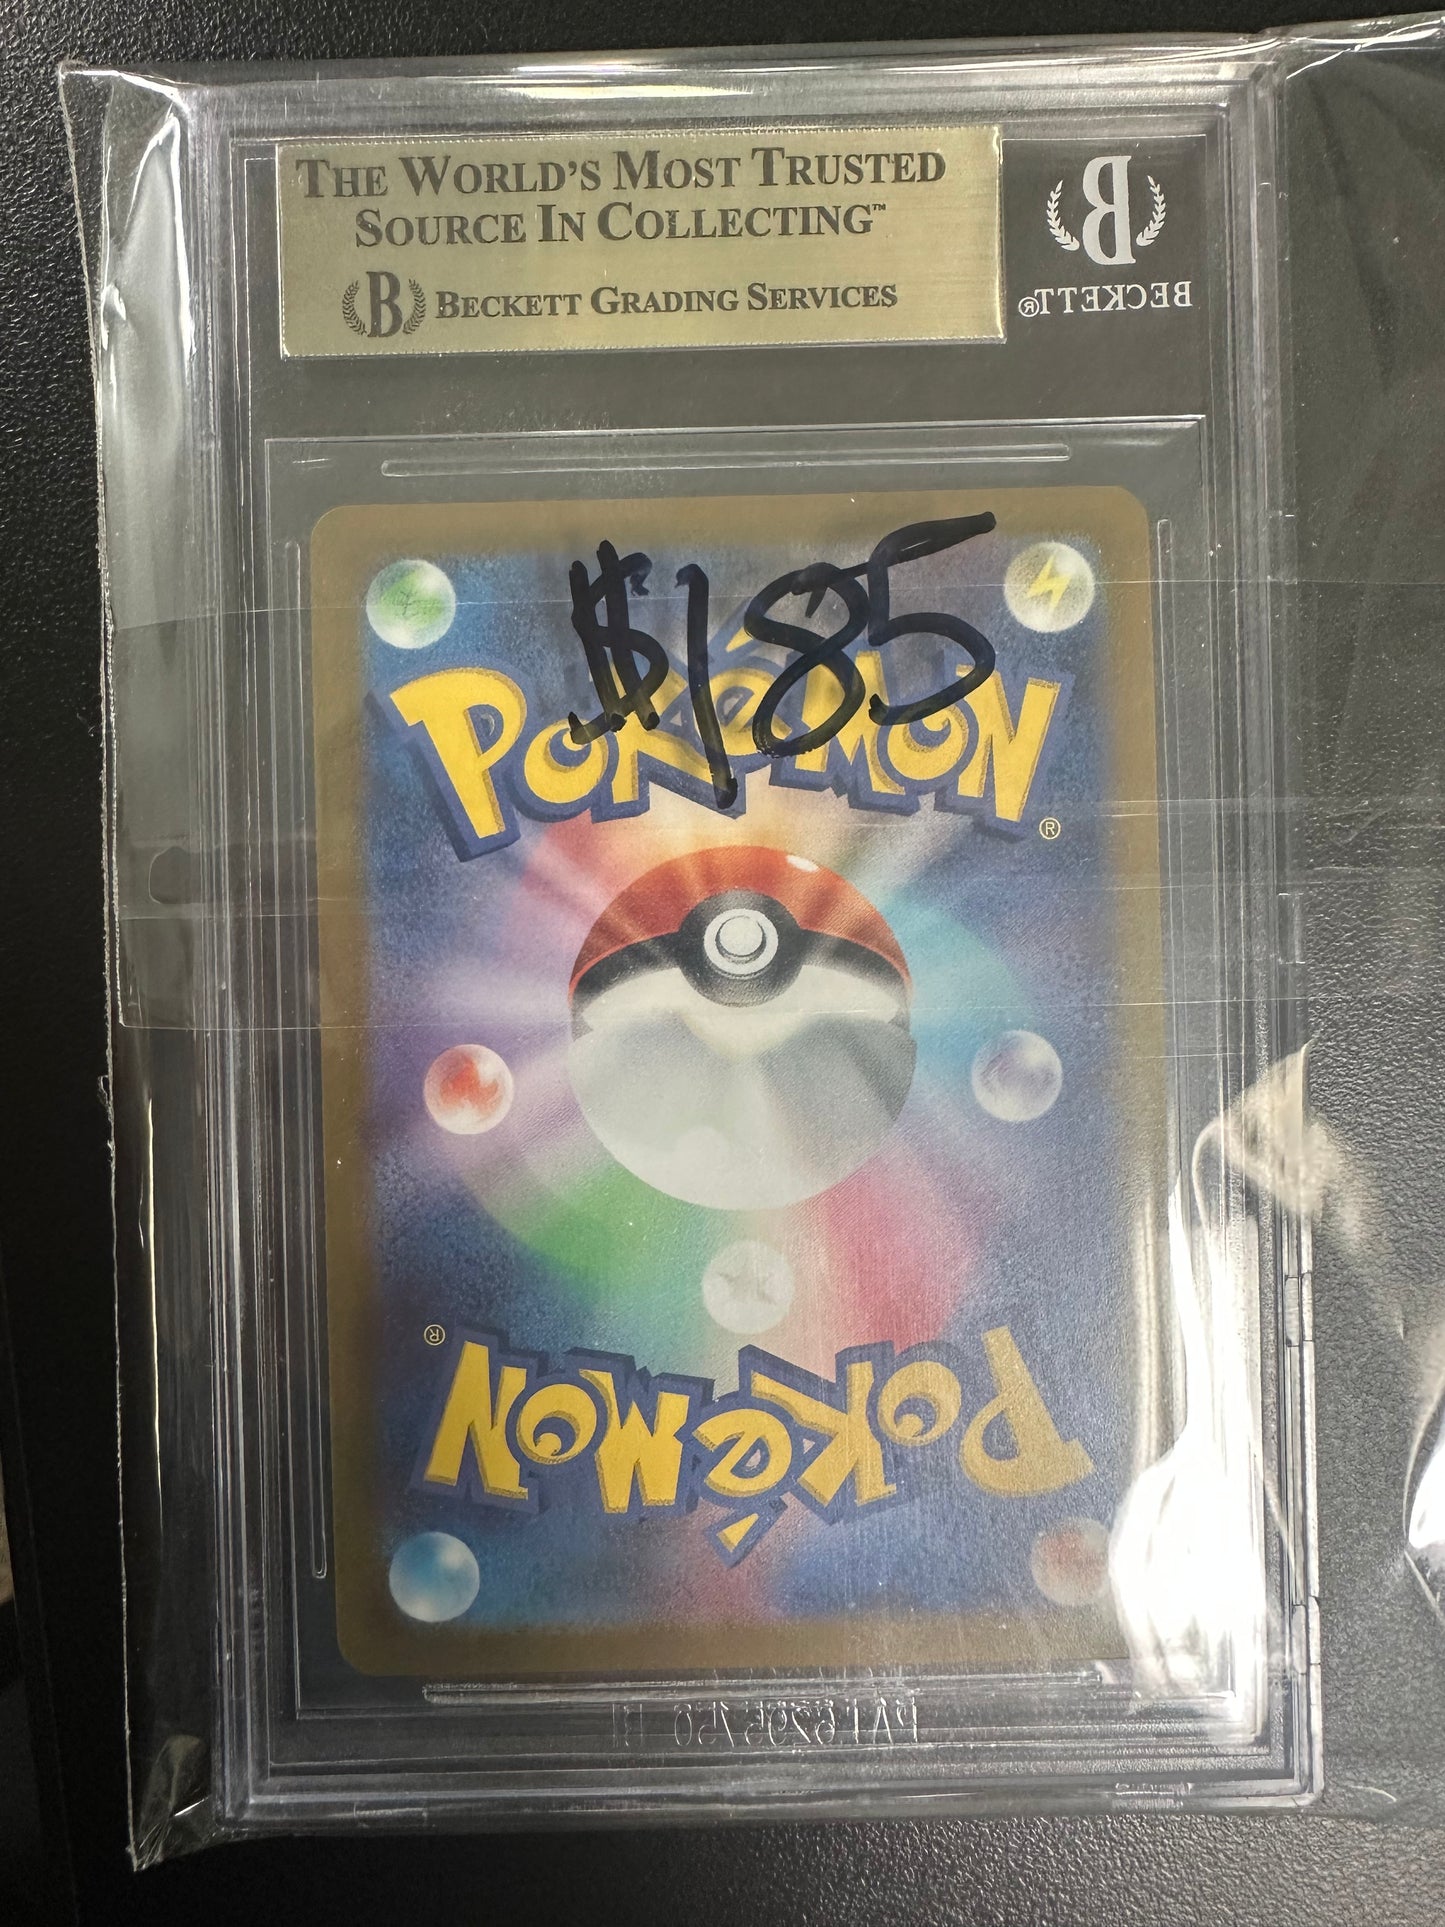 THE WORLD'S MOST TRUSTED
SOURCE IN COLLECTING™
B BECKETT GRADING SERVICES
B
BECKETT®
$185
POKéMON®
POKéMON®